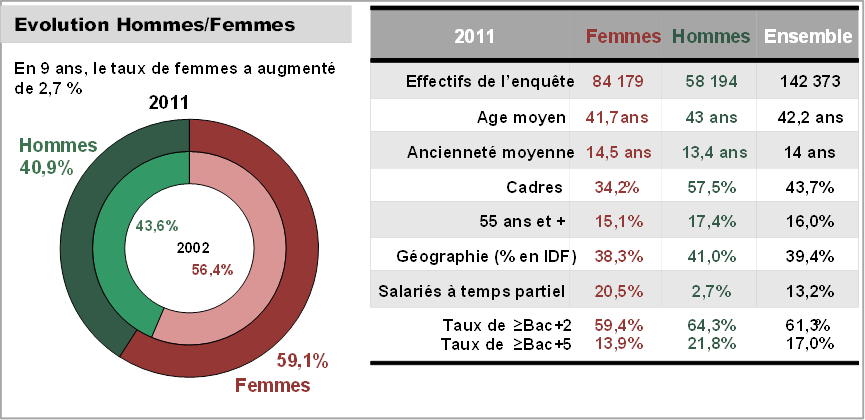 Evolution Hommes/Femmes
En 9 ans, le taux de femmes a augmenté
de 2,7 %
2011
Hommes
40,9%
43,6%
2002
56,4%
59,1%
Femmes
2011 Femmes Hommes Ensemble
Effectifs de l'enquête 84 179 58 194 142 373
Age moyen 41,7 ans 43 ans 42,2 ans
Ancienneté moyenne 14,5 ans 13,4 ans 14 ans
Cadres 34,2% 57,5% 43,7%
55 ans et + 15,1% 17,4% 16,0%
Géographie (% en IDF) 38,3% 41,0% 39,4%
Salariés à temps partiel 20,5% 2,7% 13,2%
Taux de ≥Bac+2 59,4% 64,3% 61,3%
Taux de ≥Bac+5 13,9% 21,8% 17,0%